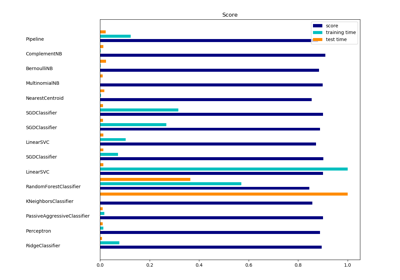 Score
score
training time
test time
Pipeline
ComplementNB
BernoulliNB
MultinomialNB
NearestCentroid
SGDClassifier
SGDClassifier
LinearSVC
SGDClassifier
LinearSVC
RandomForestClassifier
KNeighborsClassifier
PassiveAggressiveClassifier
Perceptron
RidgeClassifier
0.0 0.2 0.4 0.6 0.8 1.0